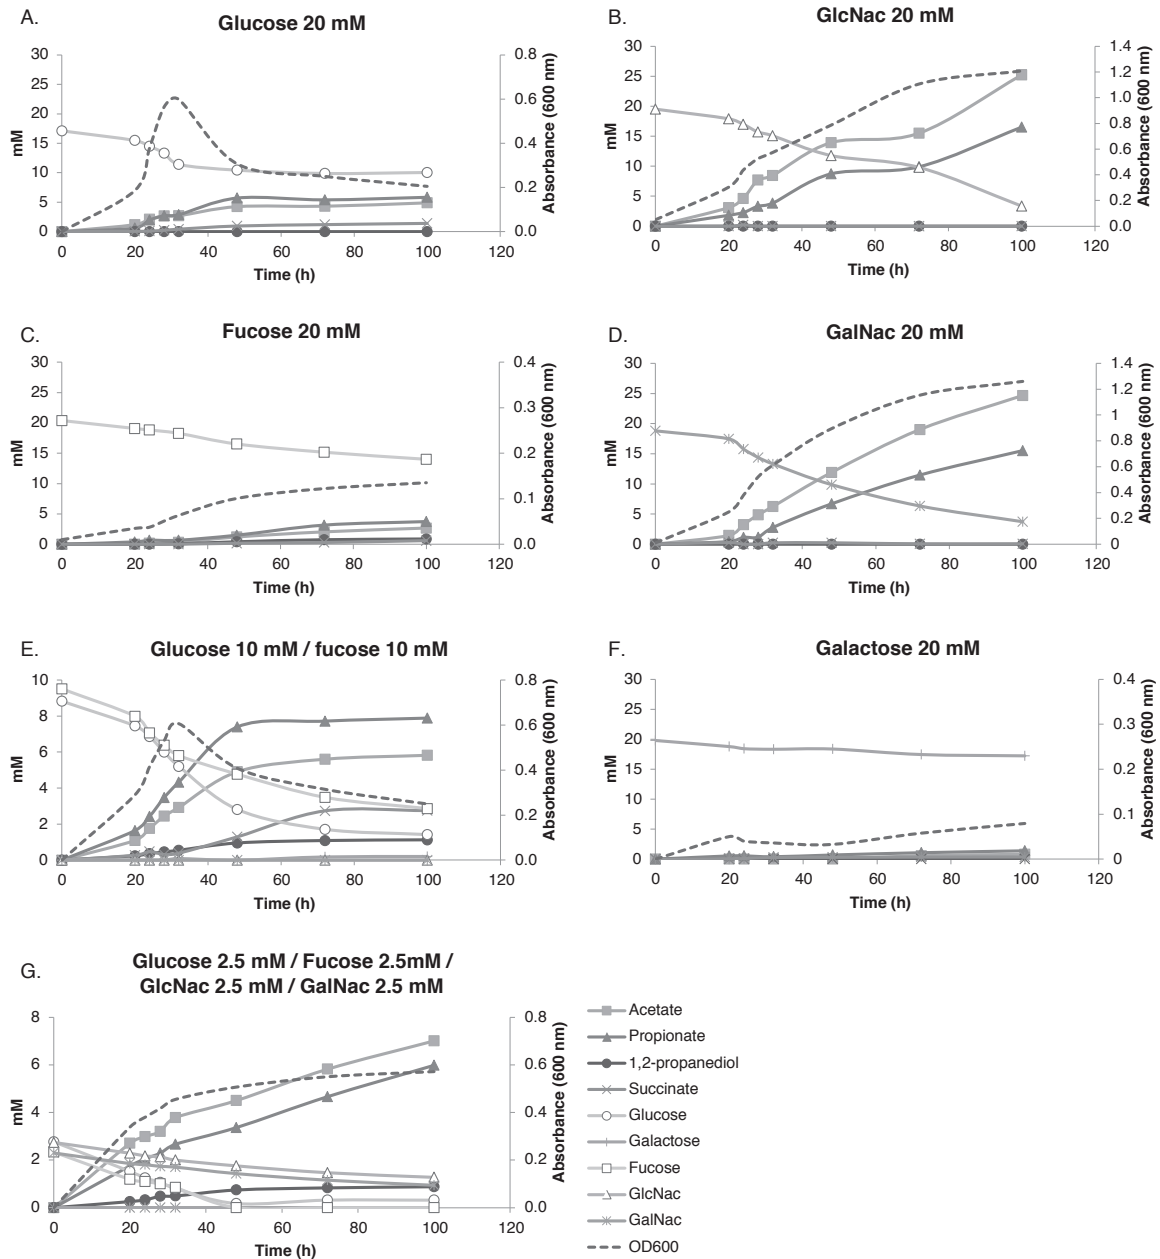 A.
Glucose 20 mM
30
25
20
15
10
5
0
mM
0.8
0.6
0.4
0.2
0.0
Absorbance (600 nm)
0 20 40 60 80 100 120
Time (h)
B.
GlcNac 20 mM
30
25
20
15
10
5
0
mM
1.4
1.2
1.0
0.8
0.6
0.4
0.2
0.0
Absorbance (600 nm)
0 20 40 60 80 100 120
Time (h)
C.
Fucose 20 mM
30
25
20
15
10
5
0
mM
0.4
0.3
0.2
0.1
0.0
Absorbance (600 nm)
0 20 40 60 80 100 120
Time (h)
D.
GalNac 20 mM
30
25
20
15
10
5
0
mM
1.4
1.2
1
0.8
0.6
0.4
0.2
0
Absorbance (600 nm)
0 20 40 60 80 100 120
Time (h)
E.
Glucose 10 mM / fucose 10 mM
10
8
6
4
2
0
mM
0.8
0.6
0.4
0.2
0.0
Absorbance (600 nm)
0 20 40 60 80 100 120
Time (h)
F.
Galactose 20 mM
30
25
20
15
10
5
0
mM
0.4
0.3
0.2
0.1
0
Absorbance (600 nm)
0 20 40 60 80 100 120
Time (h)
G.
Glucose 2.5 mM / Fucose 2.5mM /
GlcNac 2.5 mM / GalNac 2.5 mM
8
6
4
2
0
mM
0.8
0.6
0.4
0.2
0.0
Absorbance (600 nm)
0 20 40 60 80 100 120
Time (h)
Acetate
Propionate
1,2-propanediol
Succinate
Glucose
Galactose
Fucose
GlcNac
GalNac
OD600